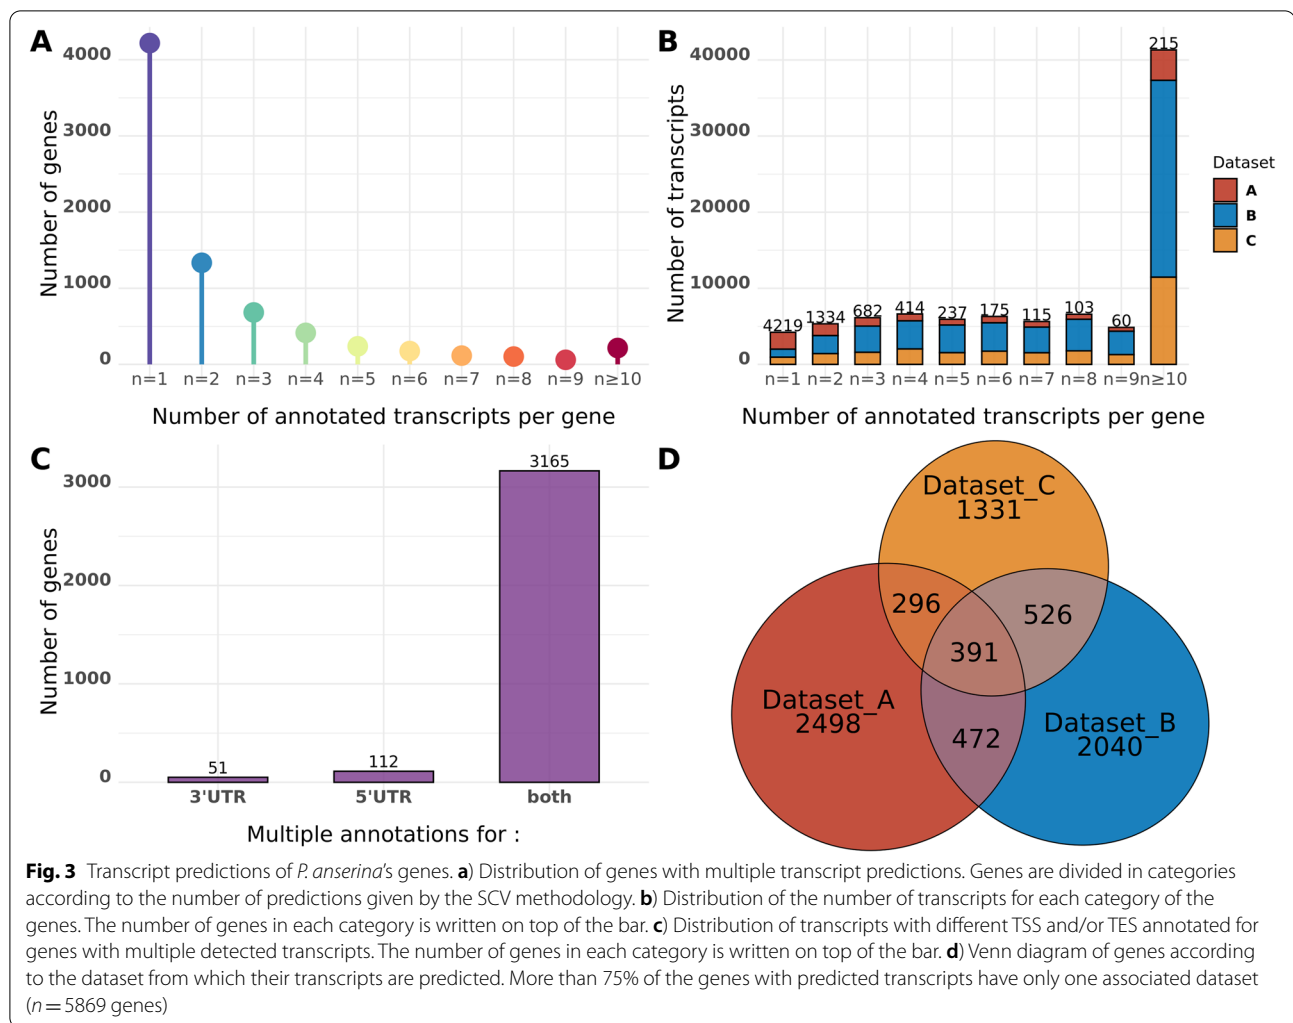 A
Number of genes
4000
3000
2000
1000
0
n=1 n=2 n=3 n=4 n=5 n=6 n=7 n=8 n=9 n≥10
Number of annotated transcripts per gene
B
Number of transcripts
40000
30000
20000
10000
0
4219 1334 682 414 237 175 115 103 60 215
n=1 n=2 n=3 n=4 n=5 n=6 n=7 n=8 n=9 n≥10
Number of annotated transcripts per gene
Dataset
A
B
C
C
Number of genes
3000
2000
1000
0
51 112 3165
3'UTR 5'UTR both
Multiple annotations for :
D
Dataset_C
1331
296
526
391
Dataset_A
2498
Dataset_B
2040
472
Fig. 3 Transcript predictions of P. anserina's genes. a) Distribution of genes with multiple transcript predictions. Genes are divided in categories
according to the number of predictions given by the SCV methodology. b) Distribution of the number of transcripts for each category of the
genes. The number of genes in each category is written on top of the bar. c) Distribution of transcripts with different TSS and/or TES annotated for
genes with multiple detected transcripts. The number of genes in each category is written on top of the bar. d) Venn diagram of genes according
to the dataset from which their transcripts are predicted. More than 75% of the genes with predicted transcripts have only one associated dataset
(n = 5869 genes)